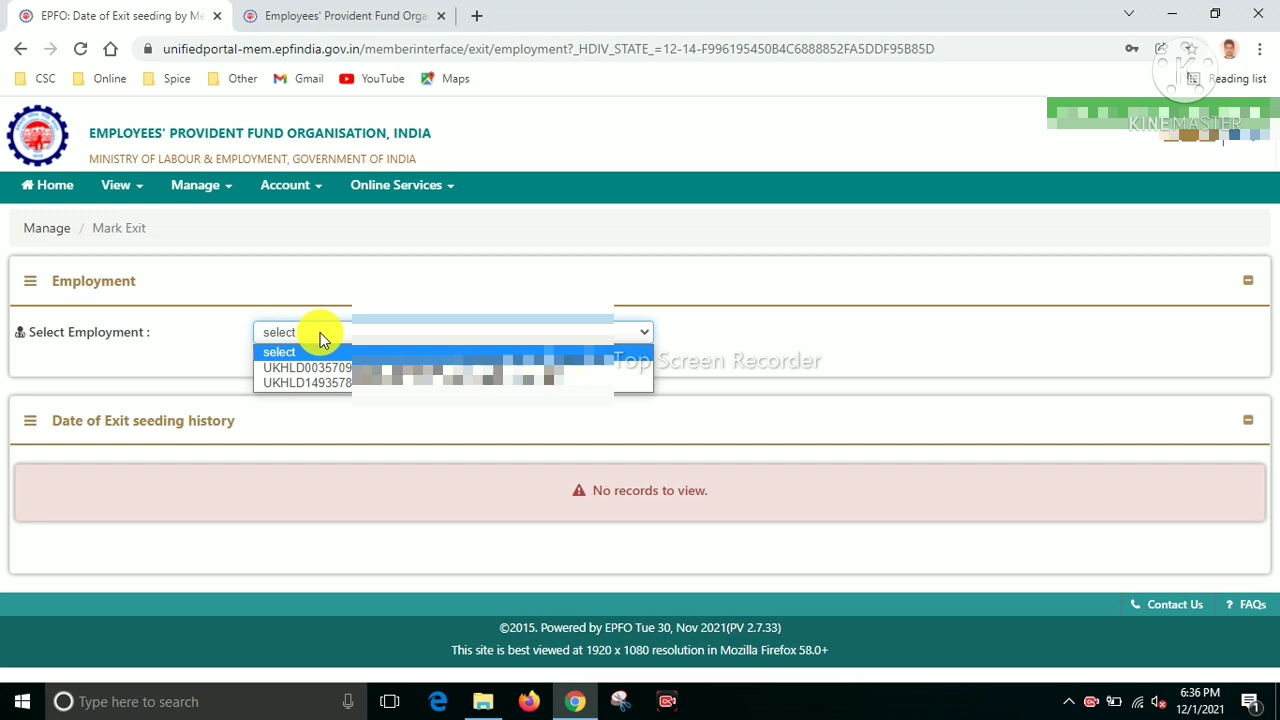 EPFO: Date of Exit seeding by Me
Employees' Provident Fund Orga
unifiedportal-mem.epfindia.gov.in/memberinterface/exit/employment?_HDIV_STATE_=12-14-F996195450B4C6888852FA5DDF95B85D
CSC
Online
Spice
Other
Gmail
YouTube
Maps
Reading list
EMPLOYEES' PROVIDENT FUND ORGANISATION, INDIA
KINEMASTER
MINISTRY OF LABOUR & EMPLOYMENT, GOVERNMENT OF INDIA
Home View Manage Account Online Services
Manage / Mark Exit
Employment
Select Employment :
select
select
Top Screen Recorder
UKHLD0035709
UKHLD1493578
Date of Exit seeding history
No records to view.
Contact Us ? FAQs
©2015. Powered by EPFO Tue 30, Nov 2021(PV 2.7.33)
This site is best viewed at 1920 x 1080 resolution in Mozilla Firefox 58.0+
Type here to search
6:36 PM
12/1/2021
1